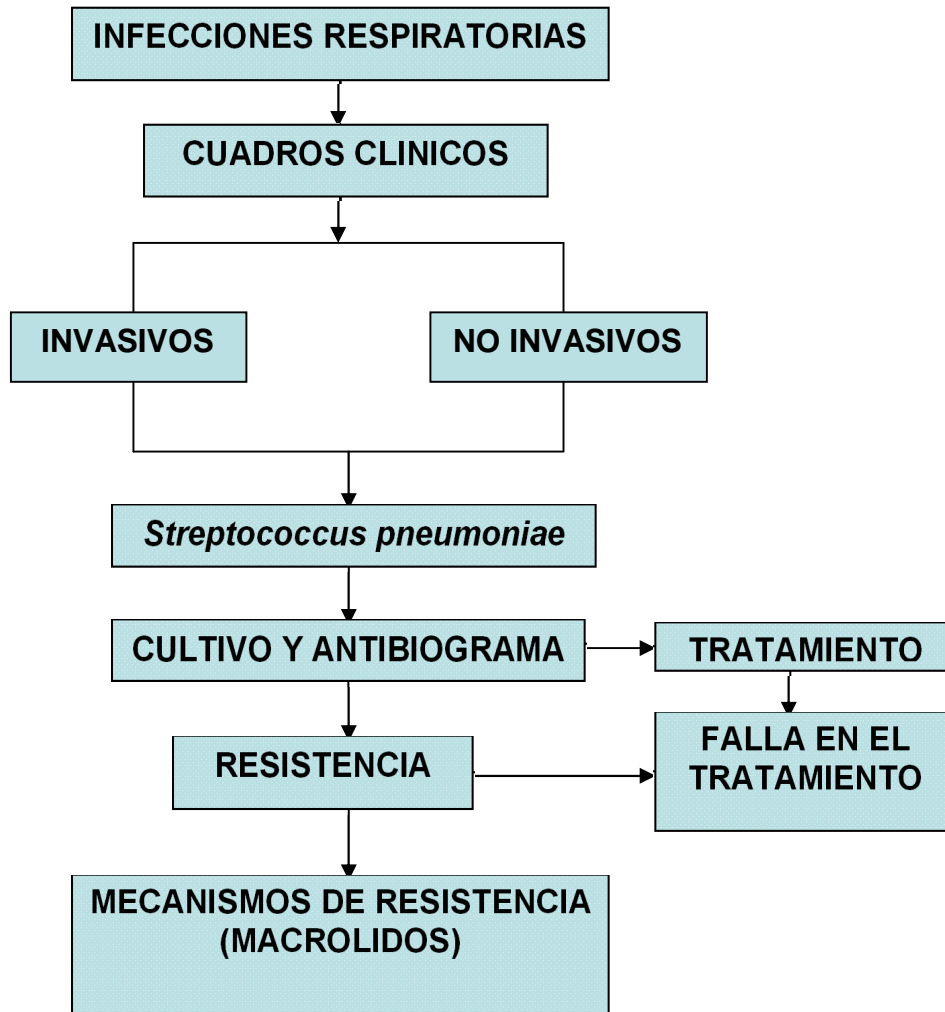 INFECCIONES RESPIRATORIAS
CUADROS CLINICOS
INVASIVOS
NO INVASIVOS
Streptococcus pneumoniae
CULTIVO Y ANTIBIOGRAMA
TRATAMIENTO
RESISTENCIA
FALLA EN EL
TRATAMIENTO
MECANISMOS DE RESISTENCIA
(MACROLIDOS)